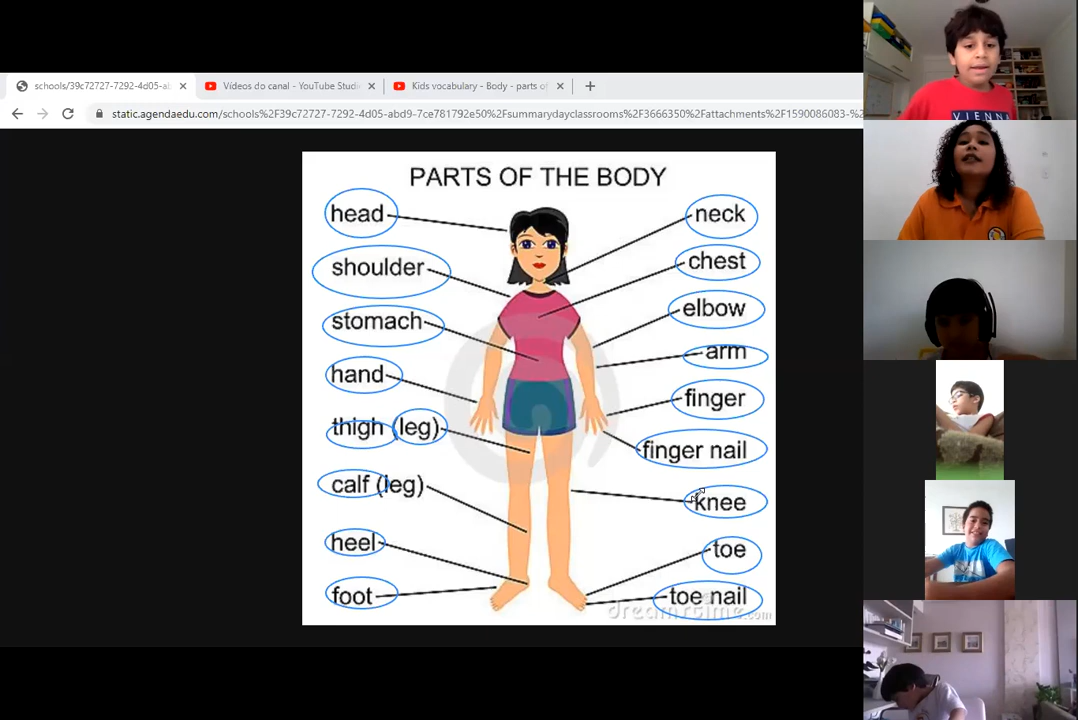 schools/39c72727-7292-4d05-a
Vídeos do canal - YouTube Studi
Kids vocabulary - Body - parts o
static.agendaedu.com/schools%2F39c72727-7292-4d05-abd9-7ce781792e50%2Fsummarydayclassrooms%2F3666350%2Fattachments%2F1590086083-%
PARTS OF THE BODY
head
shoulder
stomach
hand
thigh (leg)
calf (leg)
heel
foot
neck
chest
elbow
arm
finger
finger nail
knee
toe
toe nail
dreamstime.com
VIENNA